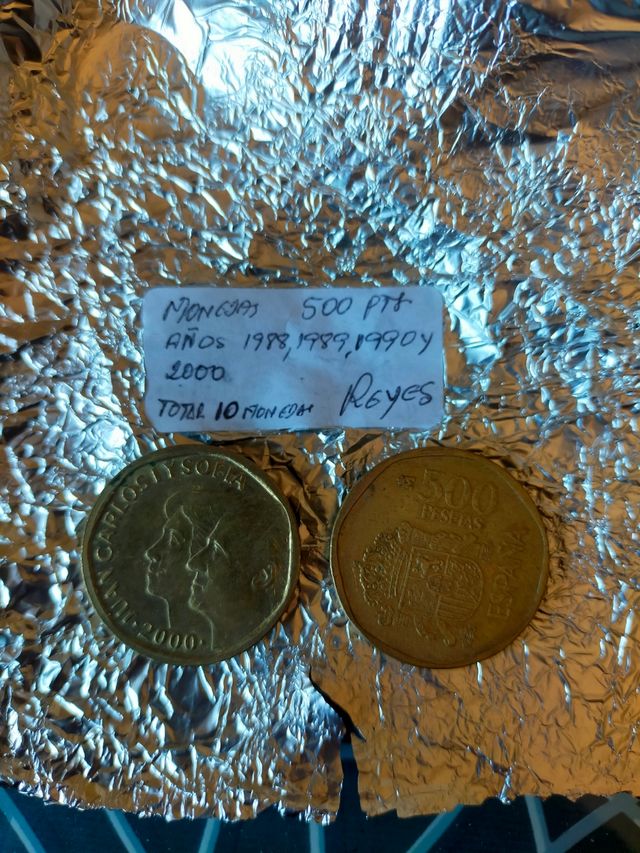 MONEDAS 500 PTS
AÑOS 1988, 1989, 1990 Y
2000
TOTAL 10 MONEDAS REYES
JUAN CARLOS I Y SOFIA
2000
500
PESETAS
ESPAÑA